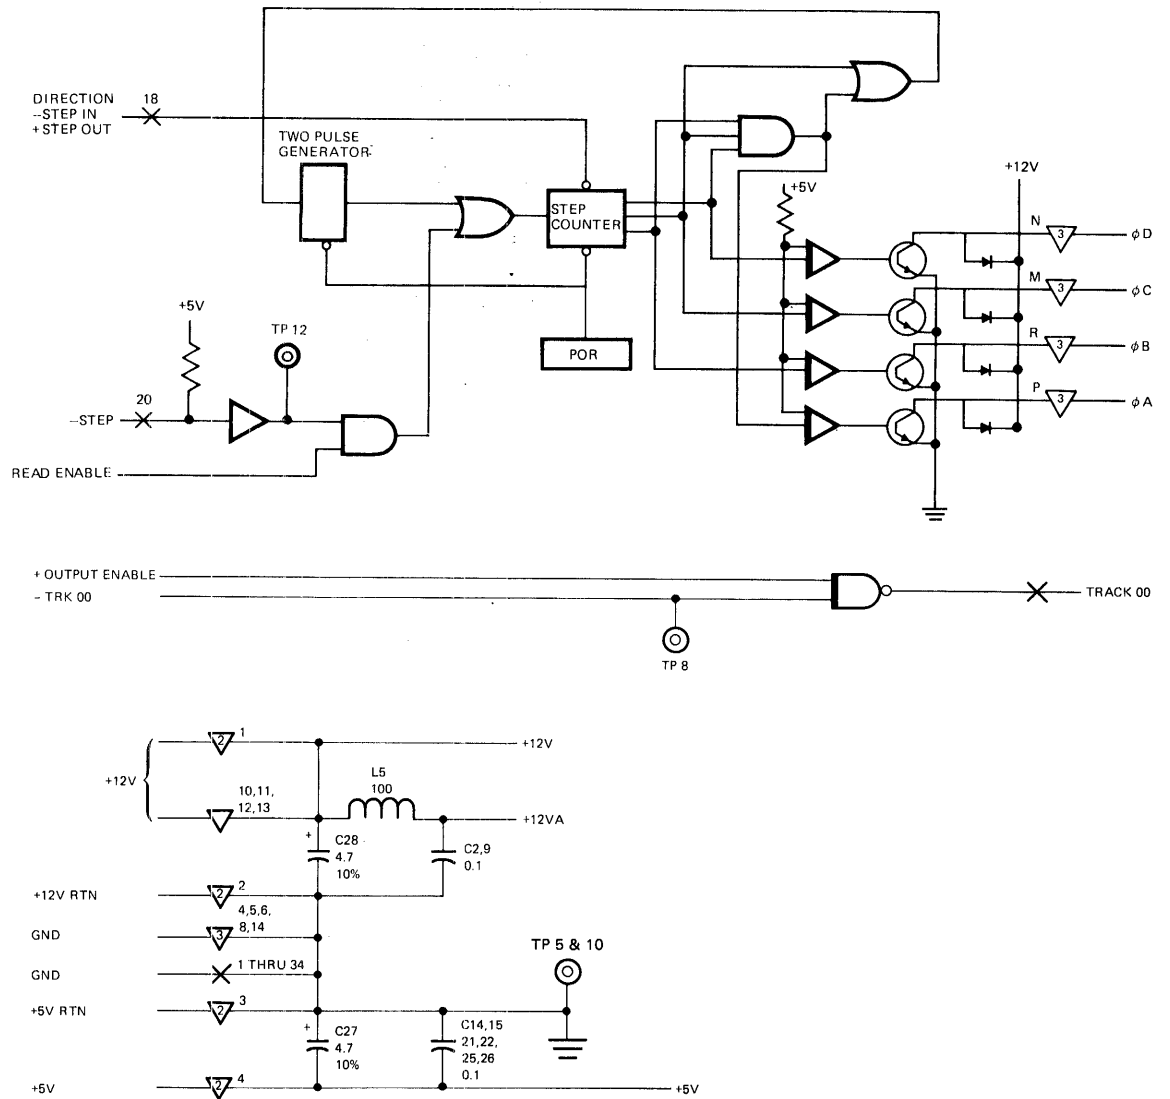 DIRECTION
–STEP IN
+STEP OUT
18
TWO PULSE
GENERATOR
STEP
COUNTER
+5V
+12V
N
3
φD
M
3
φC
R
3
φB
P
3
φA
POR
+5V
TP 12
20
–STEP
READ ENABLE
+ OUTPUT ENABLE
– TRK 00
TRACK 00
TP 8
2
1
+12V
+12V
10,11,
12,13
L5
100
+12VA
+
C28
4.7
10%
C2,9
0.1
+12V RTN
2
2
GND
3
4,5,6,
8,14
GND
1 THRU 34
TP 5 & 10
+5V RTN
2
3
+
C27
4.7
10%
C14,15
21,22,
25,26
0.1
+5V
2
4
+5V